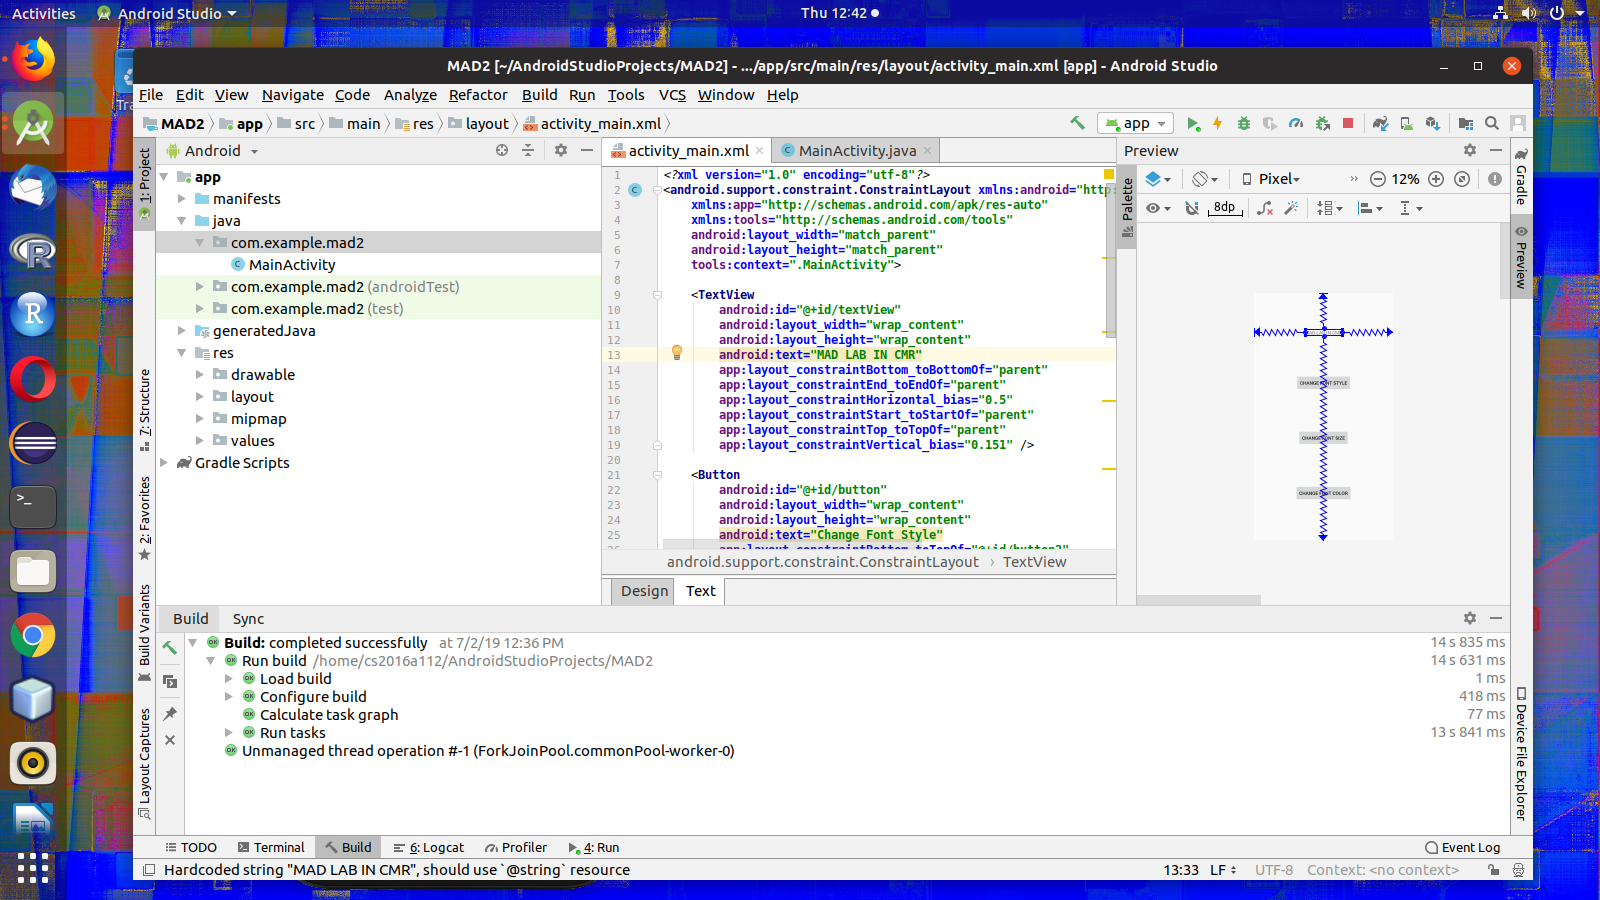 Activities
Android Studio
Thu 12:42
MAD2 [~/AndroidStudioProjects/MAD2] - .../app/src/main/res/layout/activity_main.xml [app] - Android Studio
File Edit View Navigate Code Analyze Refactor Build Run Tools VCS Window Help
MAD2 app src main res layout activity_main.xml
app
1: Project
7: Structure
2: Favorites
Build Variants
Layout Captures
Android
app
manifests
java
com.example.mad2
MainActivity
com.example.mad2 (androidTest)
com.example.mad2 (test)
generatedJava
res
drawable
layout
mipmap
values
Gradle Scripts
activity_main.xml
MainActivity.java
1 <?xml version="1.0" encoding="utf-8"?>
2 <android.support.constraint.ConstraintLayout xmlns:android="http
3 xmlns:app="http://schemas.android.com/apk/res-auto"
4 xmlns:tools="http://schemas.android.com/tools"
5 android:layout_width="match_parent"
6 android:layout_height="match_parent"
7 tools:context=".MainActivity">
8
9 <TextView
10 android:id="@+id/textView"
11 android:layout_width="wrap_content"
12 android:layout_height="wrap_content"
13 android:text="MAD LAB IN CMR"
14 app:layout_constraintBottom_toBottomOf="parent"
15 app:layout_constraintEnd_toEndOf="parent"
16 app:layout_constraintHorizontal_bias="0.5"
17 app:layout_constraintStart_toStartOf="parent"
18 app:layout_constraintTop_toTopOf="parent"
19 app:layout_constraintVertical_bias="0.151" />
20
21 <Button
22 android:id="@+id/button"
23 android:layout_width="wrap_content"
24 android:layout_height="wrap_content"
25 android:text="Change Font Style"
android.support.constraint.ConstraintLayout › TextView
Design Text
Preview
Palette
Pixel
12%
8dp
CHANGE FONT STYLE
CHANGE FONT SIZE
CHANGE FONT COLOR
Gradle
Preview
Device File Explorer
Build Sync
Build: completed successfully at 7/2/19 12:36 PM 14 s 835 ms
Run build /home/cs2016a112/AndroidStudioProjects/MAD2 14 s 631 ms
Load build 1 ms
Configure build 418 ms
Calculate task graph 77 ms
Run tasks 13 s 841 ms
Unmanaged thread operation #-1 (ForkJoinPool.commonPool-worker-0)
TODO Terminal Build 6: Logcat Profiler 4: Run Event Log
Hardcoded string "MAD LAB IN CMR", should use `@string` resource 13:33 LF UTF-8 Context: <no context>